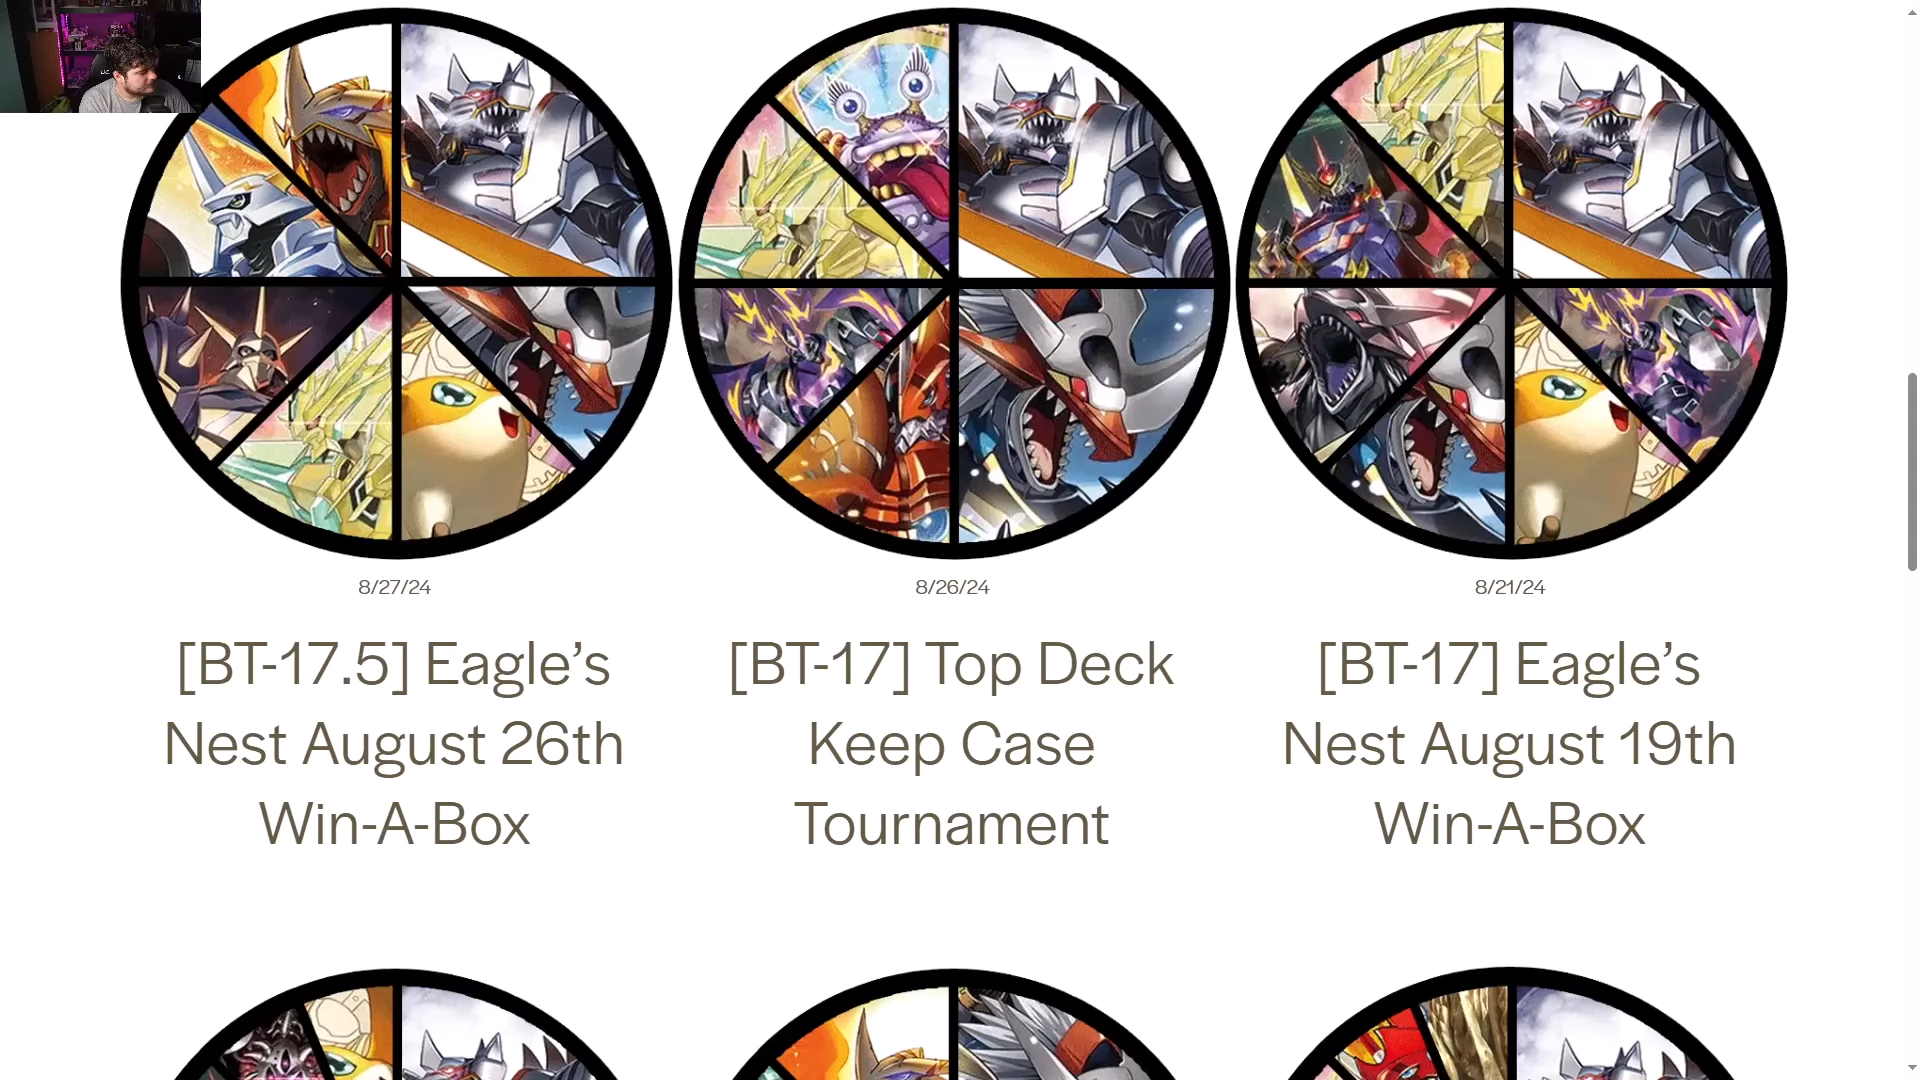 8/27/24
[BT-17.5] Eagle’s
Nest August 26th
Win-A-Box
8/26/24
[BT-17] Top Deck
Keep Case
Tournament
8/21/24
[BT-17] Eagle’s
Nest August 19th
Win-A-Box